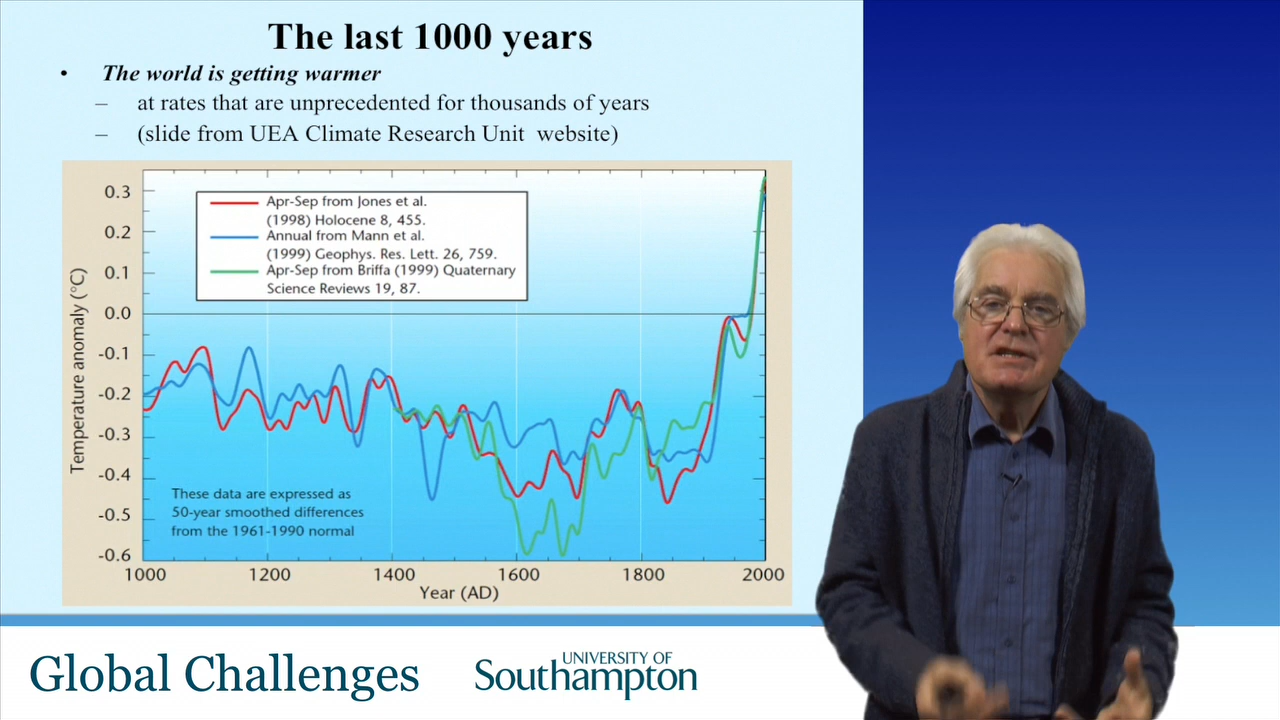 The last 1000 years
• The world is getting warmer
– at rates that are unprecedented for thousands of years
– (slide from UEA Climate Research Unit website)
Temperature anomaly (°C)
0.3
0.2
0.1
0.0
-0.1
-0.2
-0.3
-0.4
-0.5
-0.6
Apr-Sep from Jones et al.
(1998) Holocene 8, 455.
Annual from Mann et al.
(1999) Geophys. Res. Lett. 26, 759.
Apr-Sep from Briffa (1999) Quaternary
Science Reviews 19, 87.
These data are expressed as
50-year smoothed differences
from the 1961-1990 normal
1000 1200 1400 1600 1800 2000
Year (AD)
Global Challenges
UNIVERSITY OF
Southampton